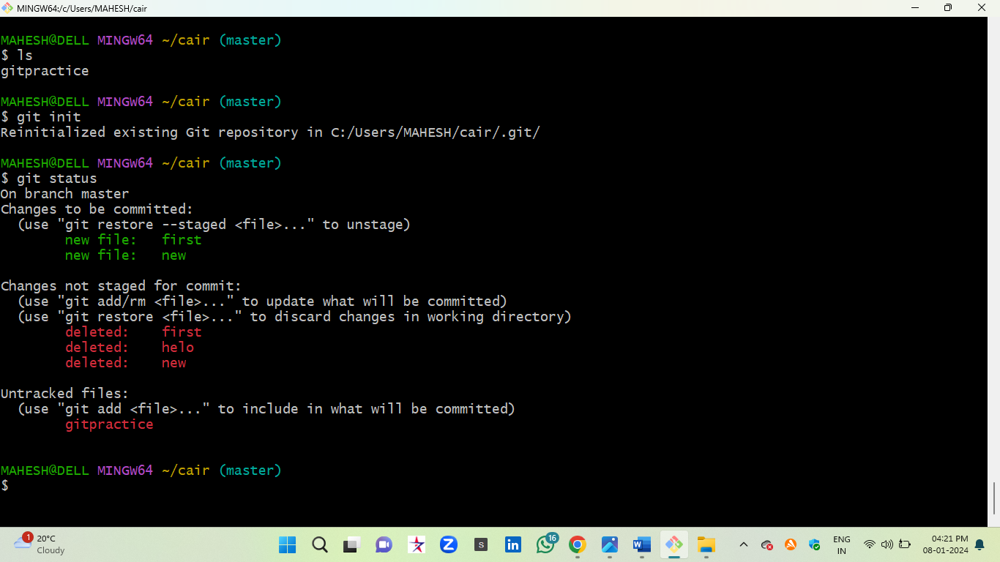 MINGW64:/c/Users/MAHESH/cair
MAHESH@DELL MINGW64 ~/cair (master)
$ ls
gitpractice
MAHESH@DELL MINGW64 ~/cair (master)
$ git init
Reinitialized existing Git repository in C:/Users/MAHESH/cair/.git/
MAHESH@DELL MINGW64 ~/cair (master)
$ git status
On branch master
Changes to be committed:
  (use "git restore --staged <file>..." to unstage)
        new file:   first
        new file:   new
Changes not staged for commit:
  (use "git add/rm <file>..." to update what will be committed)
  (use "git restore <file>..." to discard changes in working directory)
        deleted:    first
        deleted:    helo
        deleted:    new
Untracked files:
  (use "git add <file>..." to include in what will be committed)
        gitpractice
MAHESH@DELL MINGW64 ~/cair (master)
$
1
20°C
Cloudy
Z
S
in
16
W
ENG
IN
04:21 PM
08-01-2024